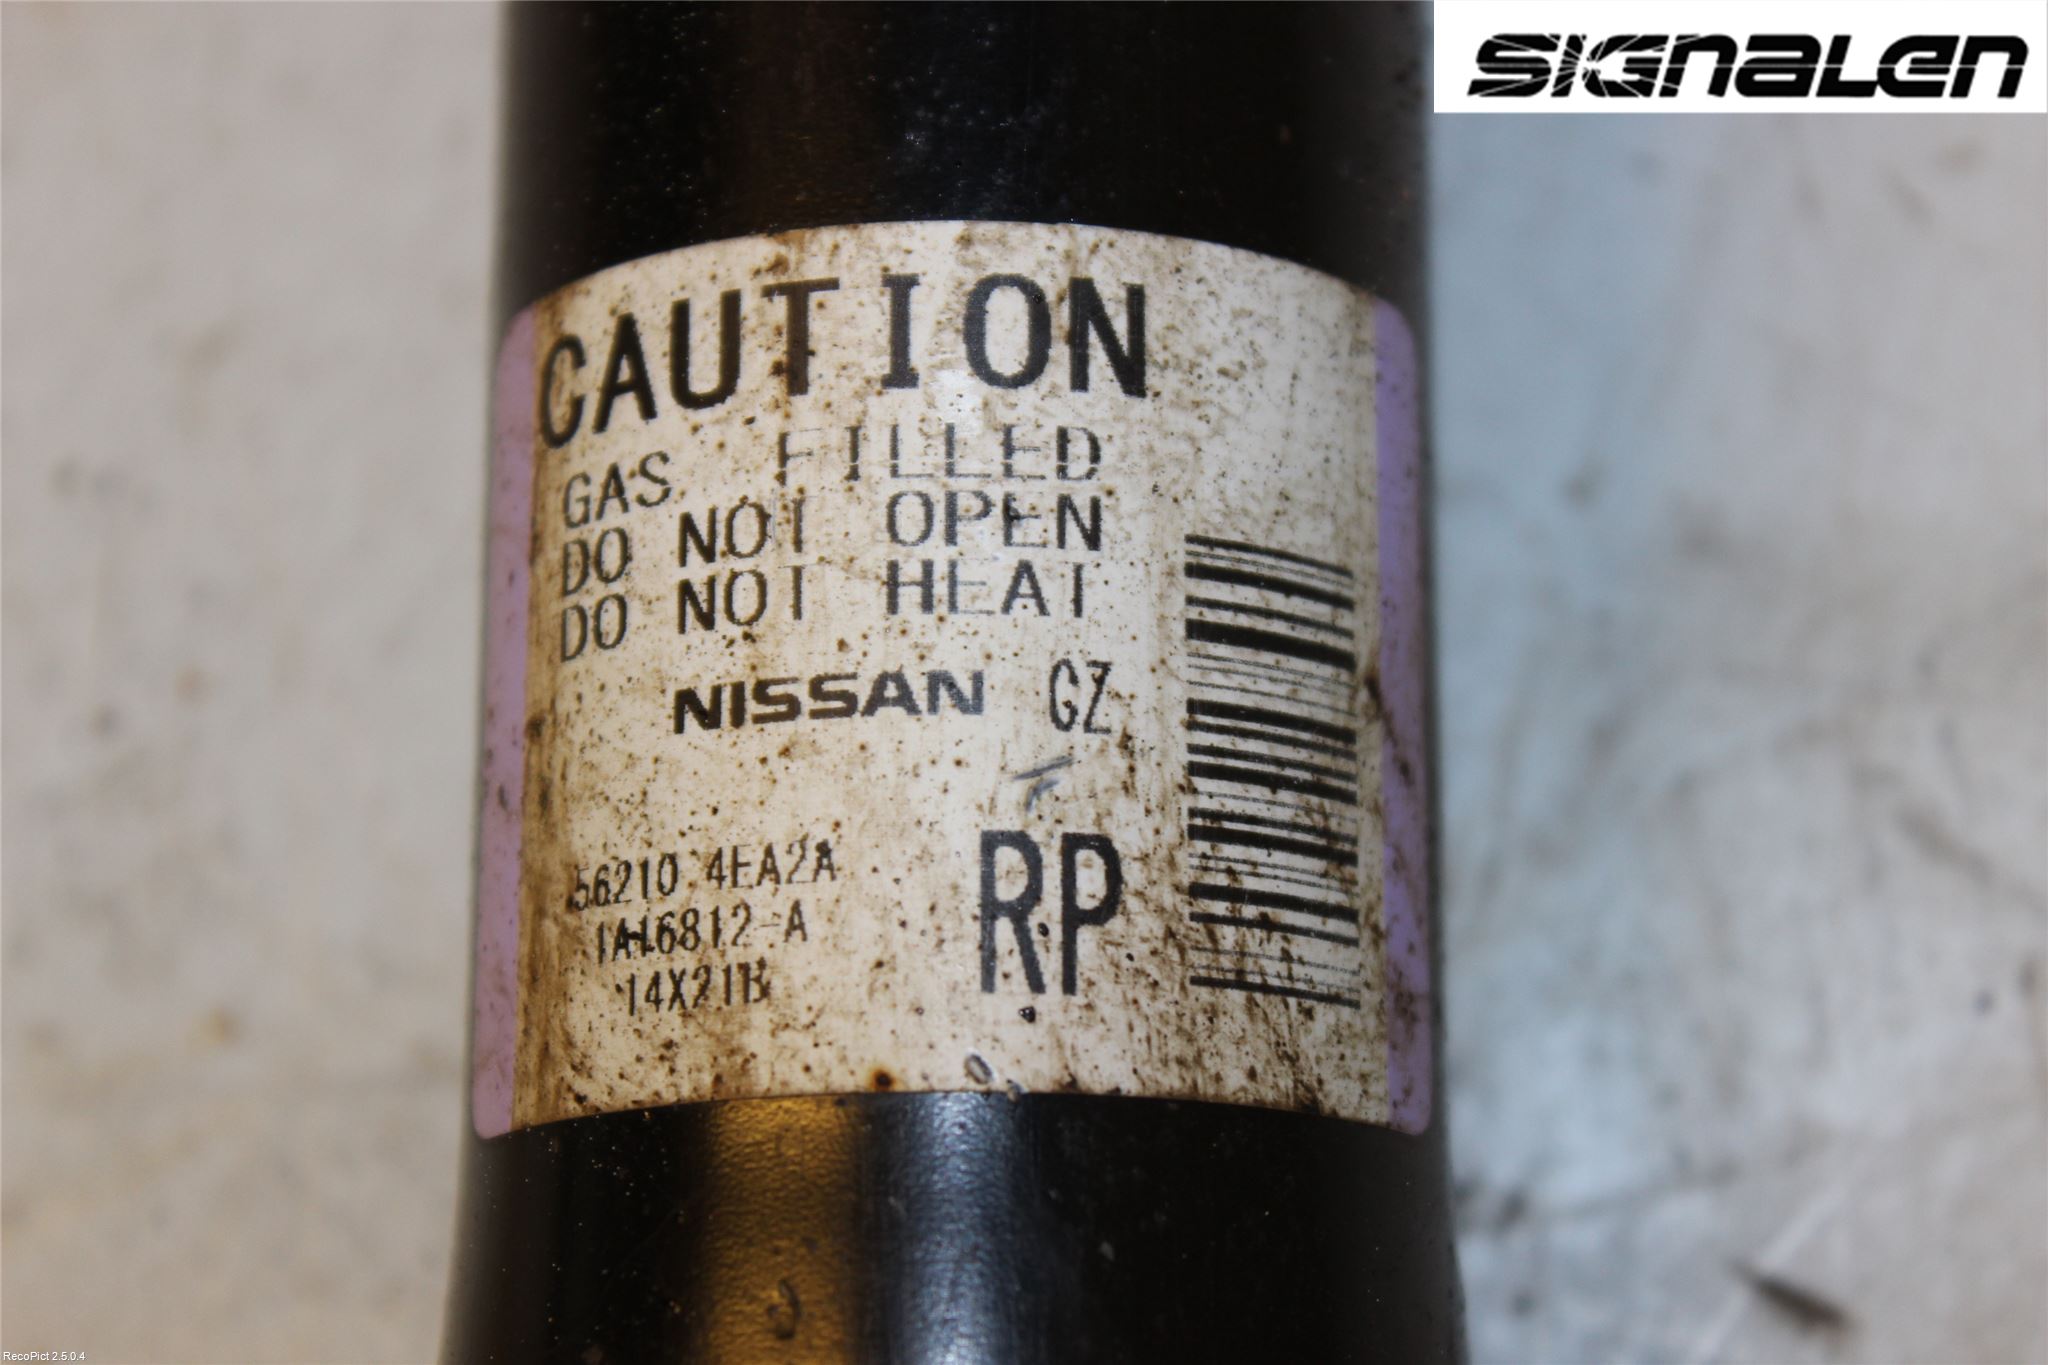 SIGNALEN
CAUTION
GAS FILLED
DO NOT OPEN
DO NOT HEAT
NISSAN GZ
56210 4EA2A
1A16812-A
14X21B
RP
RecoPict 2.5.0.4